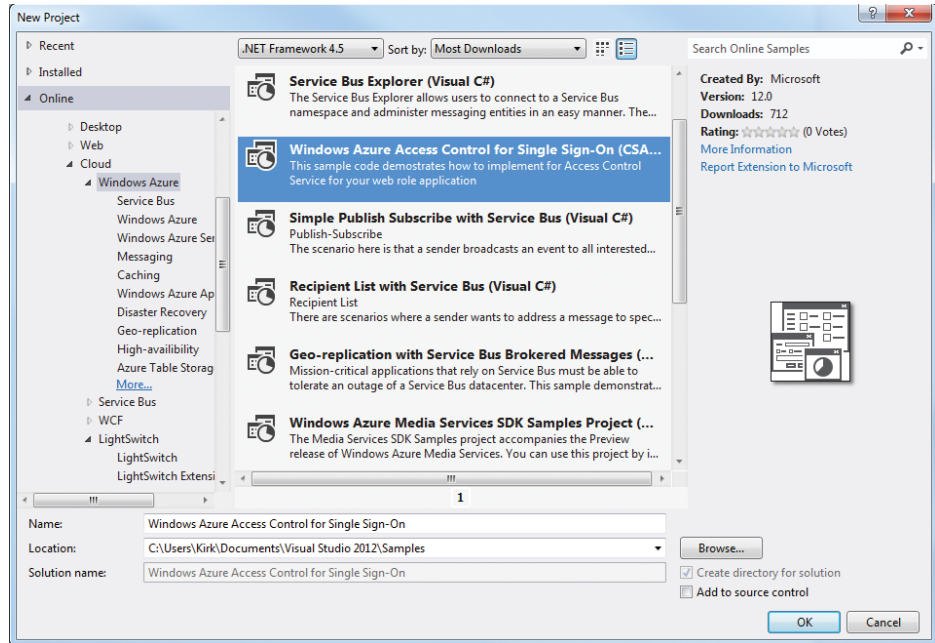 New Project
Recent
Installed
Online
Desktop
Web
Cloud
Windows Azure
Service Bus
Windows Azure
Windows Azure Ser
Messaging
Caching
Windows Azure Ap
Disaster Recovery
Geo-replication
High-availibility
Azure Table Storag
More...
Service Bus
WCF
LightSwitch
LightSwitch
LightSwitch Extensi
.NET Framework 4.5 Sort by: Most Downloads
Service Bus Explorer (Visual C#)
The Service Bus Explorer allows users to connect to a Service Bus
namespace and administer messaging entities in an easy manner. The...
Windows Azure Access Control for Single Sign-On (CSA...
This sample code demostrates how to implement for Access Control
Service for your web role application
Simple Publish Subscribe with Service Bus (Visual C#)
Publish-Subscribe
The scenario here is that a sender broadcasts an event to all interested...
Recipient List with Service Bus (Visual C#)
Recipient List
There are scenarios where a sender wants to address a message to spec...
Geo-replication with Service Bus Brokered Messages (...
Mission-critical applications that rely on Service Bus must be able to
tolerate an outage of a Service Bus datacenter. This sample demonstrat...
Windows Azure Media Services SDK Samples Project (...
The Media Services SDK Samples project accompanies the Preview
release of Windows Azure Media Services. You can use this project by i...
1
Search Online Samples
Created By: Microsoft
Version: 12.0
Downloads: 712
Rating: (0 Votes)
More Information
Report Extension to Microsoft
Name: Windows Azure Access Control for Single Sign-On
Location: C:\Users\Kirk\Documents\Visual Studio 2012\Samples Browse...
Solution name: Windows Azure Access Control for Single Sign-On
Create directory for solution
Add to source control
OK Cancel